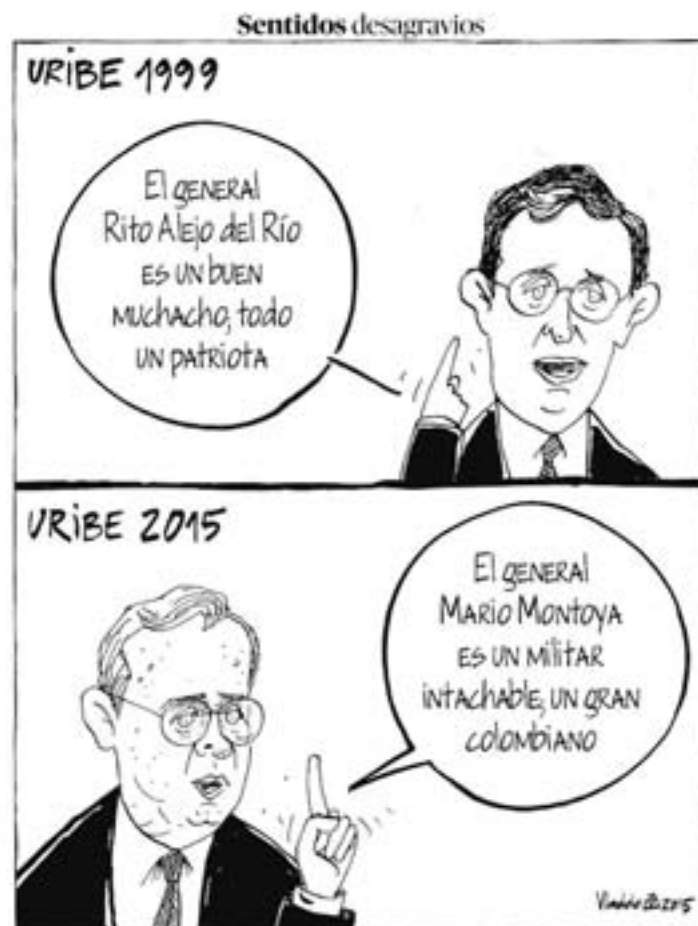 Sentidos desagravios
URIBE 1999
El general
Rito Alejo del Río
es un buen
muchacho, todo
un patriota
URIBE 2015
El general
Mario Montoya
es un militar
intachable, un gran
colombiano
2015